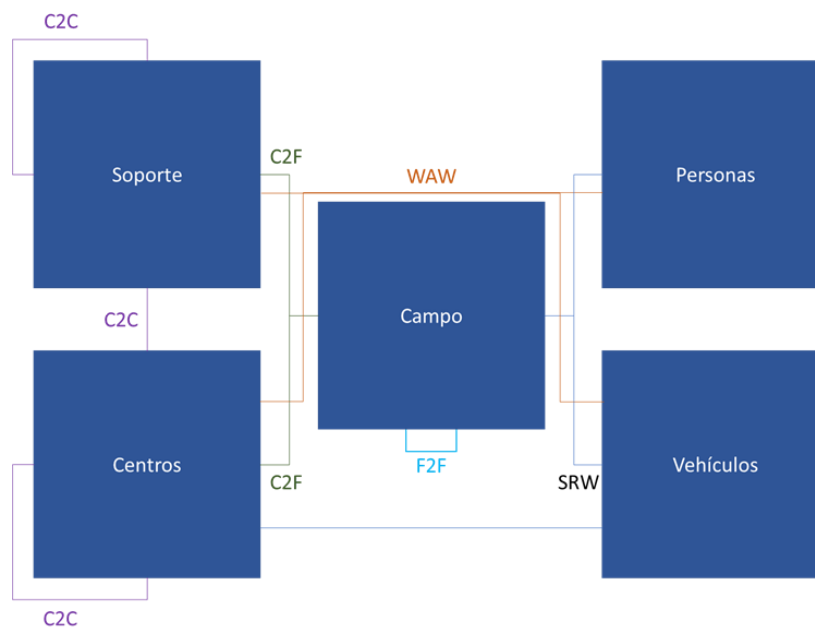 C2C
Soporte
C2F
WAW
Personas
C2C
Campo
Centros
C2F
F2F
SRW
Vehículos
C2C